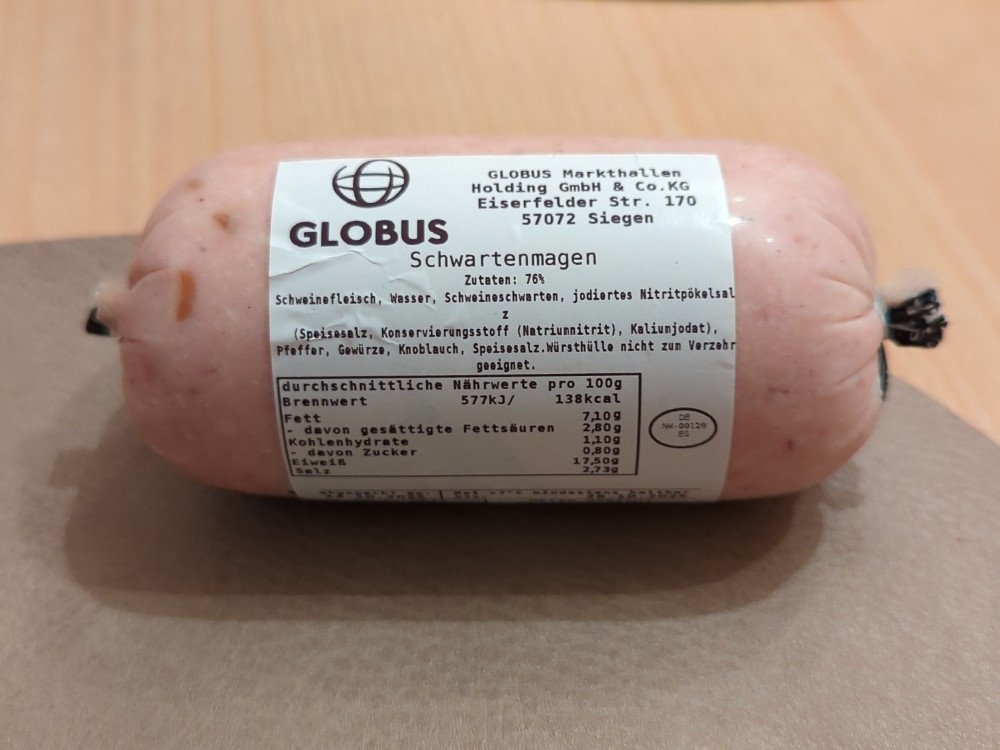 GLOBUS
GLOBUS Markthallen
Holding GmbH & Co.KG
Eiserfelder Str. 170
57072 Siegen
Schwartenmagen
Zutaten: 76%
Schweinefleisch, Wasser, Schweineschwarten, jodiertes Nitritpökelsal
z
(Speisesalz, Konservierungsstoff (Natriumnitrit), Kaliumjodat),
Pfeffer, Gewürze, Knoblauch, Speisesalz.Würsthülle nicht zum Verzehr
geeignet.
durchschnittliche Nährwerte pro 100g
Brennwert 577kJ/ 138kcal
Fett 7,10g
- davon gesättigte Fettsäuren 2,80g
Kohlenhydrate 1,10g
- davon Zucker 0,80g
Eiweiß 17,50g
Salz 2,73g
DE
NW-00129
EG